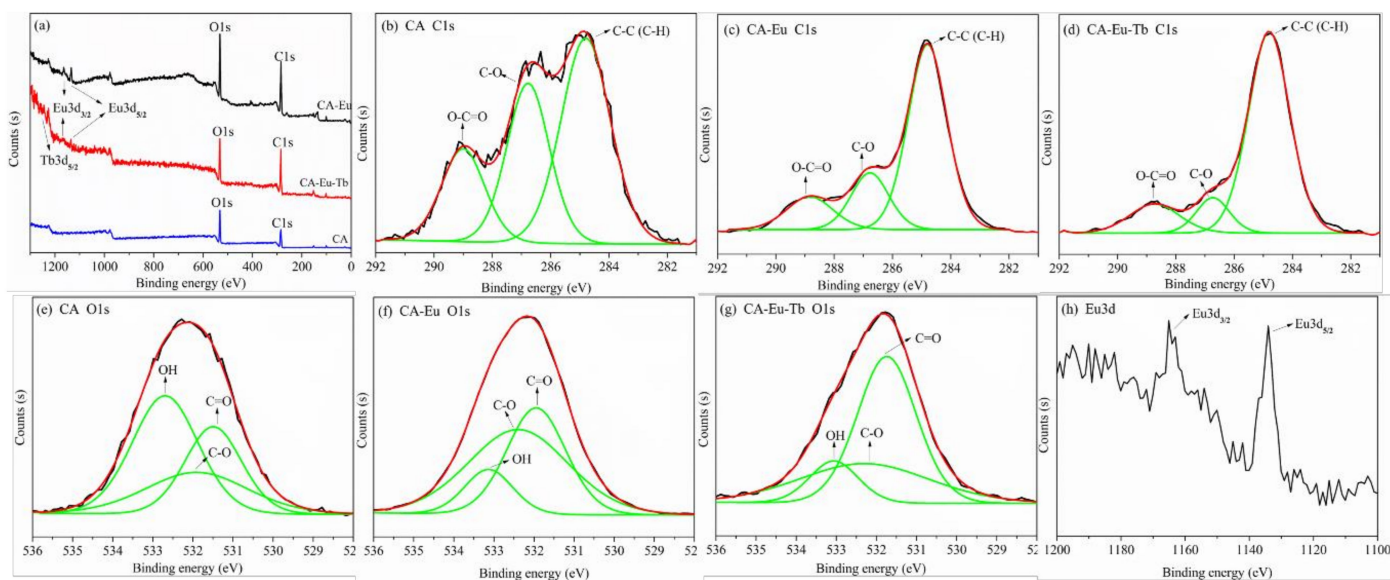 (a)
O1s
C1s
CA-Eu
Eu3d3/2
Eu3d5/2
Tb3d5/2
O1s
C1s
CA-Eu-Tb
O1s
C1s
CA
1200 1000 800 600 400 200 0
Binding energy (eV)
Counts (s)
(b) CA C1s
C-C (C-H)
C-O
O-C=O
292 290 288 286 284 282
Binding energy (eV)
Counts (s)
(c) CA-Eu C1s
C-C (C-H)
C-O
O-C=O
292 290 288 286 284 282
Binding energy (eV)
Counts (s)
(d) CA-Eu-Tb C1s
C-C (C-H)
O-C=O
C-O
292 290 288 286 284 282
Binding energy (eV)
Counts (s)
(e) CA O1s
OH
C=O
C-O
536 535 534 533 532 531 530 52
Binding energy (eV)
Counts (s)
(f) CA-Eu O1s
C=O
C-O
OH
536 535 534 533 532 531 530 52
Binding energy (eV)
Counts (s)
(g) CA-Eu-Tb O1s
C=O
OH
C-O
536 535 534 533 532 531 530 529 52
Binding energy (eV)
Counts (s)
(h) Eu3d
Eu3d3/2
Eu3d5/2
1200 1180 1160 1140 1120 1100
Binding energy (eV)
Counts (s)